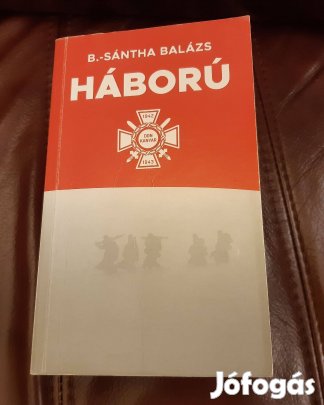 B.-SÁNTHA BALÁZS
HÁBORÚ
1942
DON
KANYAR
1943
Jófogás